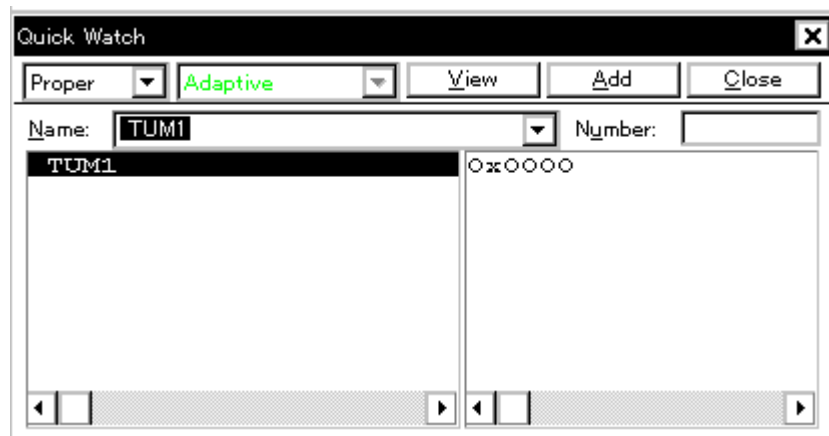 Quick Watch
Proper Adaptive View Add Close
Name: TUM1 Number:
TUM1 0x0000